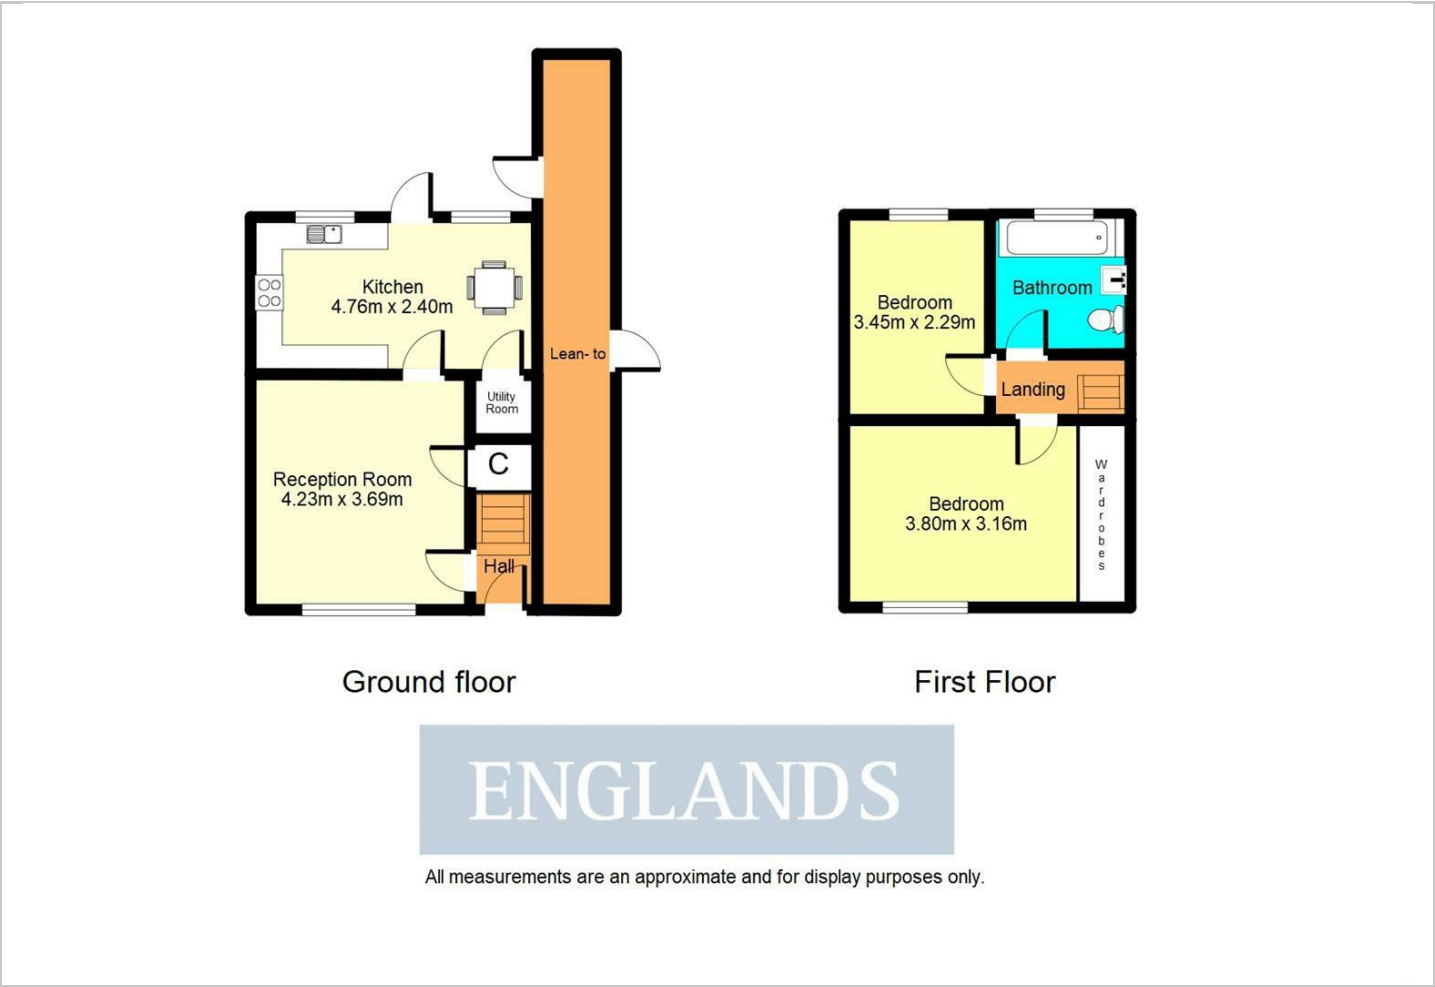 Kitchen
4.76m x 2.40m
Lean- to
Utility
Room
C
Reception Room
4.23m x 3.69m
Hall
Ground floor
Bedroom
3.45m x 2.29m
Bathroom
Landing
Bedroom
3.80m x 3.16m
Wardrobes
First Floor
ENGLANDS
All measurements are an approximate and for display purposes only.